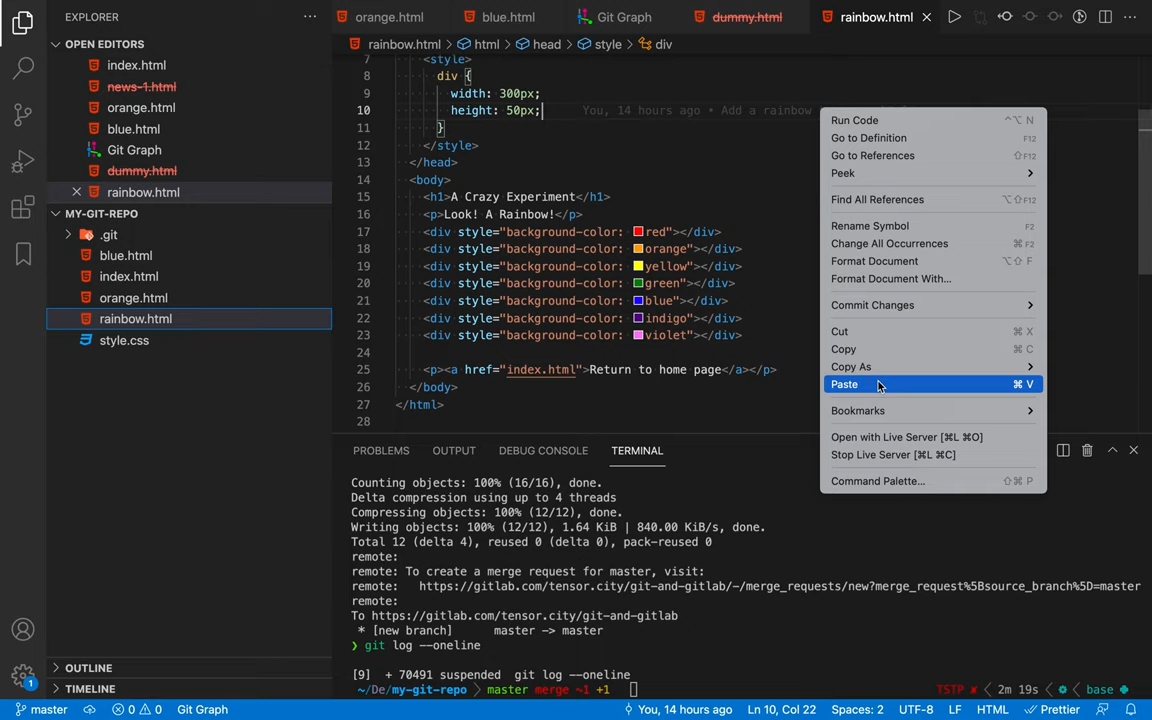 EXPLORER
orange.html
blue.html
Git Graph
dummy.html
rainbow.html
OPEN EDITORS
index.html
news-1.html
orange.html
blue.html
Git Graph
dummy.html
rainbow.html
MY-GIT-REPO
.git
blue.html
index.html
orange.html
rainbow.html
style.css
OUTLINE
TIMELINE
rainbow.html > html > head > style > div
7 <style>
8 div {
9 width: 300px;
10 height: 50px; You, 14 hours ago • Add a rainbow
11 }
12 </style>
13 </head>
14 <body>
15 <h1>A Crazy Experiment</h1>
16 <p>Look! A Rainbow!</p>
17 <div style="background-color: red"></div>
18 <div style="background-color: orange"></div>
19 <div style="background-color: yellow"></div>
20 <div style="background-color: green"></div>
21 <div style="background-color: blue"></div>
22 <div style="background-color: indigo"></div>
23 <div style="background-color: violet"></div>
24
25 <p><a href="index.html">Return to home page</a></p>
26 </body>
27 </html>
28
Run Code ⌃⌥ N
Go to Definition F12
Go to References ⇧F12
Peek
Find All References ⌥⇧F12
Rename Symbol F2
Change All Occurrences ⌘F2
Format Document ⌥⇧ F
Format Document With...
Commit Changes
Cut ⌘ X
Copy ⌘ C
Copy As
Paste ⌘ V
Bookmarks
Open with Live Server [⌘L ⌘O]
Stop Live Server [⌘L ⌘C]
Command Palette... ⇧⌘ P
PROBLEMS OUTPUT DEBUG CONSOLE TERMINAL
Counting objects: 100% (16/16), done.
Delta compression using up to 4 threads
Compressing objects: 100% (12/12), done.
Writing objects: 100% (12/12), 1.64 KiB | 840.00 KiB/s, done.
Total 12 (delta 4), reused 0 (delta 0), pack-reused 0
remote:
remote: To create a merge request for master, visit:
remote: https://gitlab.com/tensor.city/git-and-gitlab/-/merge_requests/new?merge_request%5Bsource_branch%5D=master
remote:
To https://gitlab.com/tensor.city/git-and-gitlab
* [new branch] master -> master
❯ git log --oneline
[9] + 70491 suspended git log --oneline
~/De/my-git-repo master merge ~1 +1 TSTP ✘ 2m 19s base
1
master 0 0 Git Graph You, 14 hours ago Ln 10, Col 22 Spaces: 2 UTF-8 LF HTML Prettier